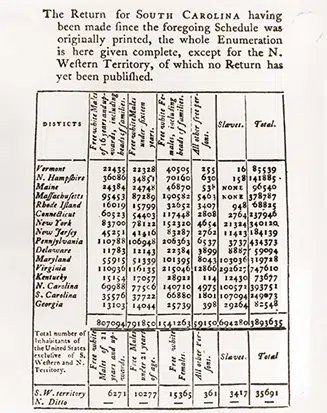 The Return for SOUTH CAROLINA having
been made ſince the foregoing Schedule was
originally printed, the whole Enumeration
is here given complete, except for the N.
Weſtern Territory, of which no Return has
yet been publiſhed.
DISTICTS
Free white Males
of 16 years and up-
wards, including
heads of families.
Free white Males
under ſixteen
years.
Free white Fe-
males, including
heads of families.
All other free per-
ſons.
Slaves.
Total.
Vermont 22435 22328 40505 255 16 85539
N. Hampſhire 36086 34851 70160 630 158 141885
Maine 24384 24748 46870 538 NONE 96540
Maſſachuſetts 95453 87289 190582 5463 NONE 378787
Rhode Iſland 16019 15799 32652 3407 948 68825
Connecticut 60523 54403 117448 2808 2764 237946
New York 83700 78122 152320 4654 21324 340120
New Jerſey 45251 41416 83287 2762 11423 184139
Pennſylvania 110788 106948 206363 6537 3737 434373
Delaware 11783 12143 22384 3899 8887 59094
Maryland 55915 51339 101395 8043 103036 319728
Virginia 110936 116135 215046 12866 292627 747610
Kentucky 15154 17057 28922 114 12430 73677
N. Carolina 69988 77506 140710 4975 100571 393751
S. Carolina 35576 37722 66880 1801 107094 249073
Georgia 13103 14044 25739 398 29264 82548
807094 791850 1541263 59150 694280 3893635
Total number of
Inhabitants of
the United States
excluſive of S.
Weſtern and N.
Territory.
Free white
Males of 21
years and up-
wards.
Free Males
under 21 years
of age.
Free white
Females.
All other
perſons.
Slaves.
Total.
S.W. territory 6271 10277 15365 361 3417 35691
N. Ditto